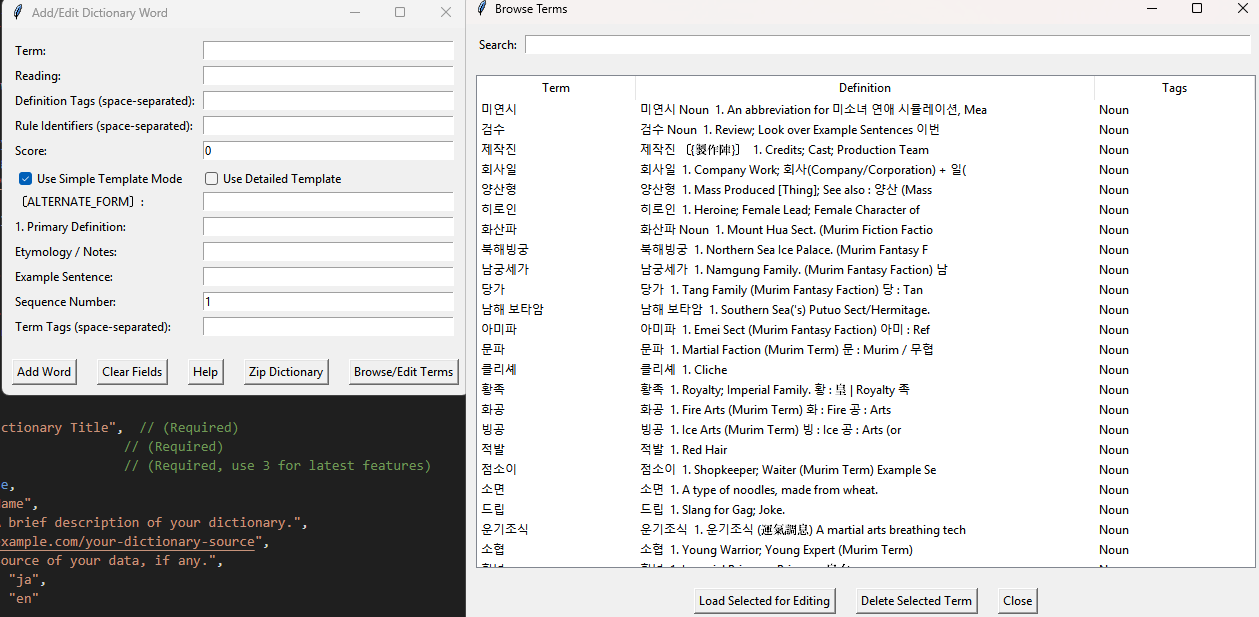 Add/Edit Dictionary Word
Term:
Reading:
Definition Tags (space-separated):
Rule Identifiers (space-separated):
Score: 0
Use Simple Template Mode Use Detailed Template
〔ALTERNATE_FORM〕:
1. Primary Definition:
Etymology / Notes:
Example Sentence:
Sequence Number: 1
Term Tags (space-separated):
Add Word Clear Fields Help Zip Dictionary Browse/Edit Terms
ctionary Title", // (Required)
// (Required)
// (Required, use 3 for latest features)
e,
ame",
brief description of your dictionary.",
xample.com/your-dictionary-source",
ource of your data, if any.",
"ja",
"en"
Browse Terms
Search:
Term Definition Tags
미연시 미연시 Noun 1. An abbreviation for 미소녀 연애 시뮬레이션, Mea Noun
검수 검수 Noun 1. Review; Look over Example Sentences 이번 Noun
제작진 제작진 〔{製作陣}〕 1. Credits; Cast; Production Team Noun
회사일 회사일 1. Company Work; 회사(Company/Corporation) + 일( Noun
양산형 양산형 1. Mass Produced [Thing]; See also : 양산 (Mass Noun
히로인 히로인 1. Heroine; Female Lead; Female Character of Noun
화산파 화산파 Noun 1. Mount Hua Sect. (Murim Fiction Factio Noun
북해빙궁 북해빙궁 1. Northern Sea Ice Palace. (Murim Fantasy F Noun
남궁세가 남궁세가 1. Namgung Family. (Murim Fantasy Faction) 남 Noun
당가 당가 1. Tang Family (Murim Fantasy Faction) 당 : Tan Noun
남해 보타암 남해 보타암 1. Southern Sea('s) Putuo Sect/Hermitage. Noun
아미파 아미파 1. Emei Sect (Murim Fantasy Faction) 아미 : Ref Noun
문파 문파 1. Martial Faction (Murim Term) 문 : Murim / 무협 Noun
클리셰 클리셰 1. Cliche Noun
황족 황족 1. Royalty; Imperial Family. 황 : 皇 | Royalty 족 Noun
화공 화공 1. Fire Arts (Murim Term) 화 : Fire 공 : Arts Noun
빙공 빙공 1. Ice Arts (Murim Term) 빙 : Ice 공 : Arts (or Noun
적발 적발 1. Red Hair Noun
점소이 점소이 1. Shopkeeper; Waiter (Murim Term) Example Se Noun
소면 소면 1. A type of noodles, made from wheat. Noun
드립 드립 1. Slang for Gag; Joke. Noun
운기조식 운기조식 1. 운기조식 (運氣調息) A martial arts breathing tech Noun
소협 소협 1. Young Warrior; Young Expert (Murim Term) Noun
Load Selected for Editing Delete Selected Term Close